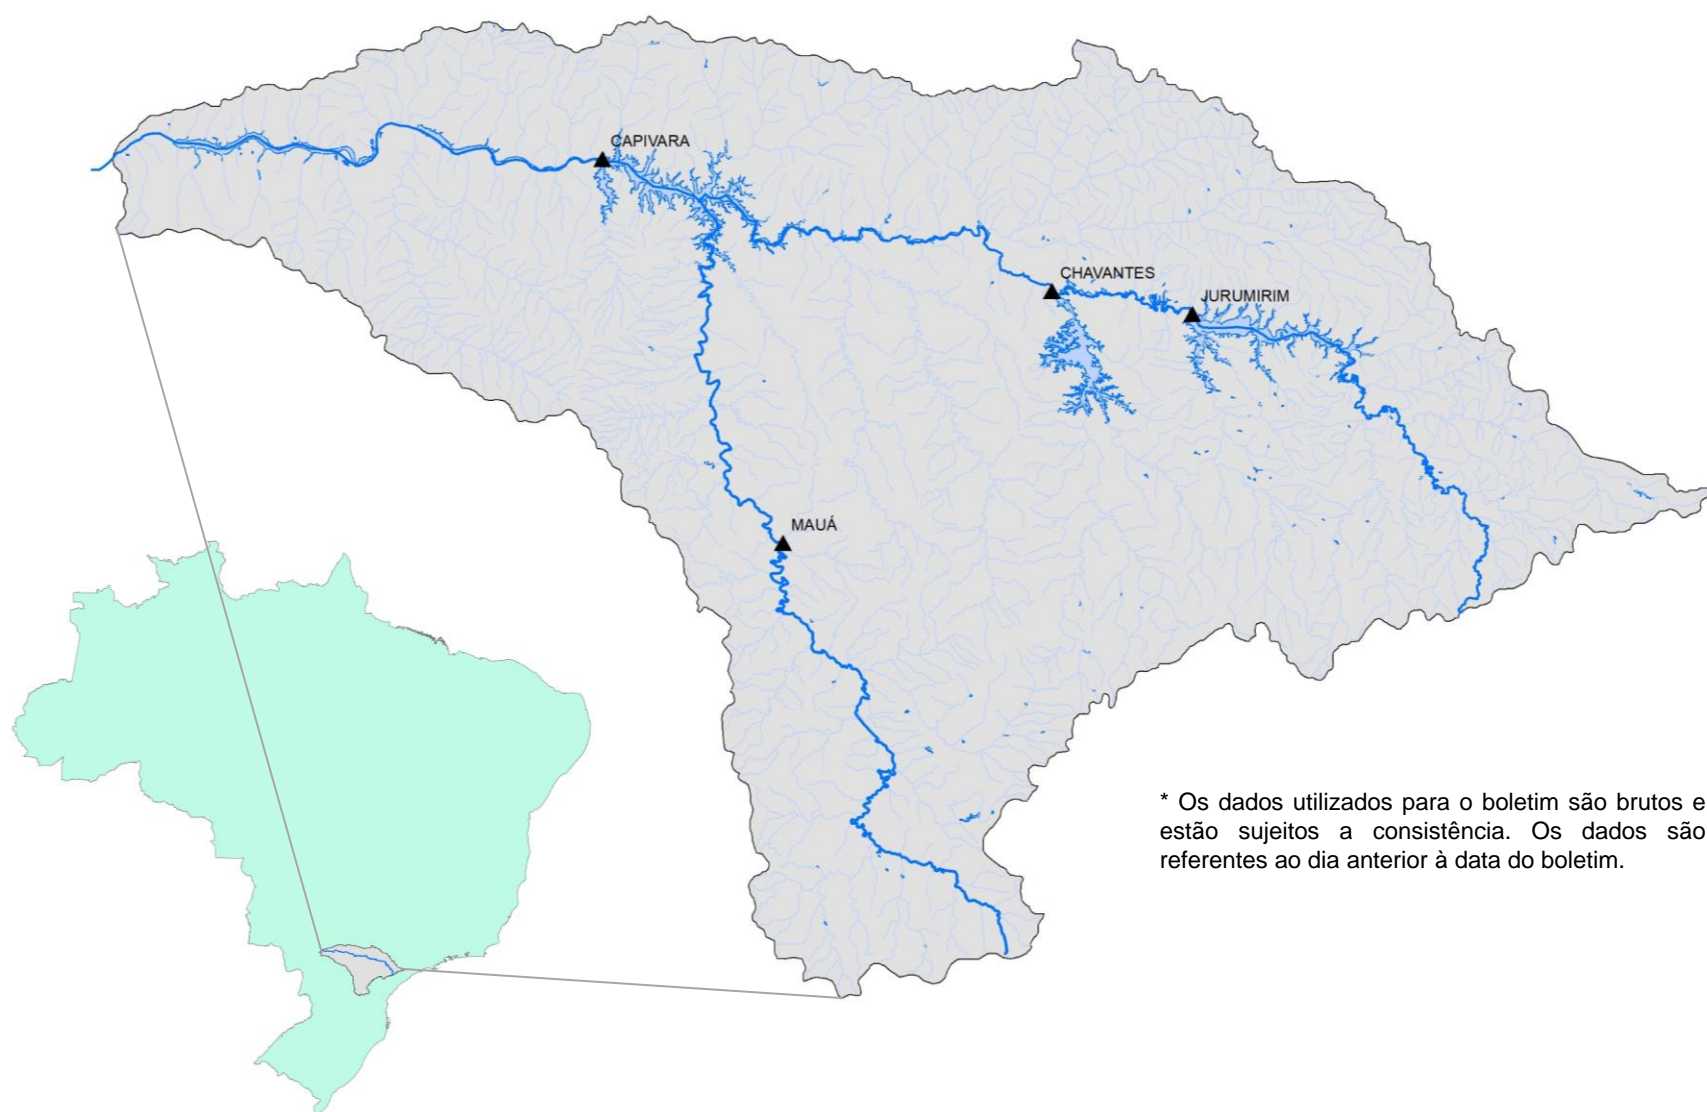 CAPIVARA
CHAVANTES
JURUMIRIM
MAUÁ
* Os dados utilizados para o boletim são brutos e
estão sujeitos a consistência. Os dados são
referentes ao dia anterior à data do boletim.